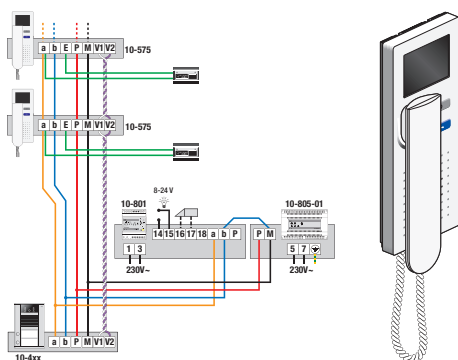 a b E P M V1 V2 10-575
a b E P M V1 V2 10-575
8-24 V
10-801 10-805-01
14 15 16 17 18 a b P P M
1 3 5 7
230V~ 230V~
a b P M V1 V2
10-4xx